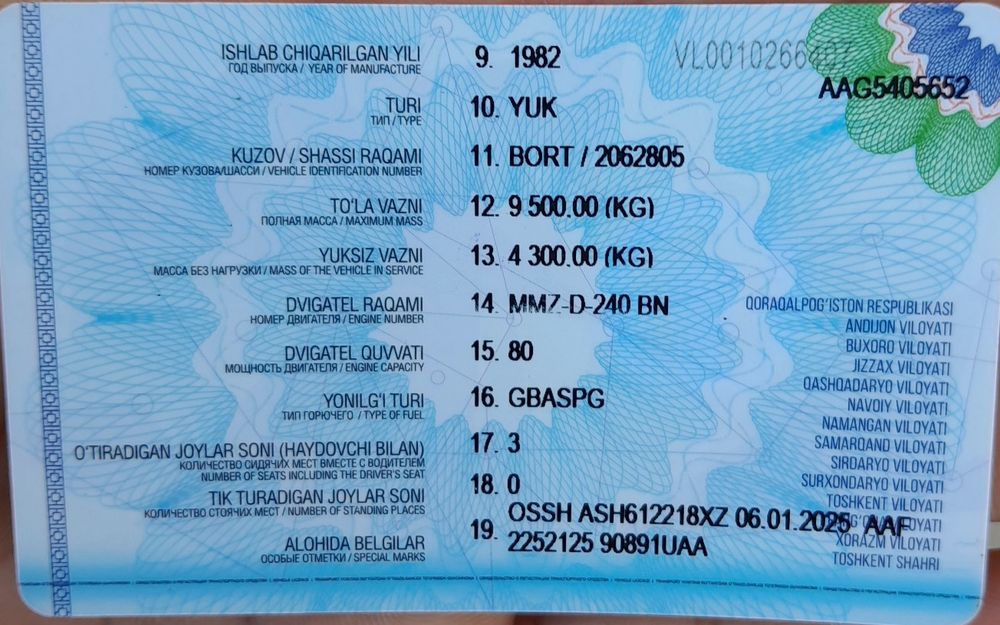 ISHLAB CHIQARILGAN YILI 9. 1982
ГОД ВЫПУСКА / YEAR OF MANUFACTURE
AAG5405652
TURI 10. YUK
ТИП / TYPE
KUZOV / SHASSI RAQAMI 11. BORT / 2062805
НОМЕР КУЗОВА/ШАССИ / VEHICLE IDENTIFICATION NUMBER
TO'LA VAZNI 12. 9 500.00 (KG)
ПОЛНАЯ МАССА / MAXIMUM MASS
YUKSIZ VAZNI 13. 4 300.00 (KG)
МАССА БЕЗ НАГРУЗКИ / MASS OF THE VEHICLE IN SERVICE
DVIGATEL RAQAMI 14. MMZ-D-240 BN
НОМЕР ДВИГАТЕЛЯ / ENGINE NUMBER
DVIGATEL QUVVATI 15. 80
МОЩНОСТЬ ДВИГАТЕЛЯ / ENGINE CAPACITY
YONILG'I TURI 16. GBASPG
ТИП ГОРЮЧЕГО / TYPE OF FUEL
O'TIRADIGAN JOYLAR SONI (HAYDOVCHI BILAN) 17. 3
КОЛИЧЕСТВО СИДЯЧИХ МЕСТ ВМЕСТЕ С ВОДИТЕЛЕМ
NUMBER OF SEATS INCLUDING THE DRIVER'S SEAT
TIK TURADIGAN JOYLAR SONI 18. 0
КОЛИЧЕСТВО СТОЯЧИХ МЕСТ / NUMBER OF STANDING PLACES
ALOHIDA BELGILAR 19. OSSH ASH612218XZ 06.01.2025 AAF
2252125 90891UAA
ОСОБЫЕ ОТМЕТКИ / SPECIAL MARKS
QORAQALPOG'ISTON RESPUBLIKASI
ANDIJON VILOYATI
BUXORO VILOYATI
JIZZAX VILOYATI
QASHQADARYO VILOYATI
NAVOIY VILOYATI
NAMANGAN VILOYATI
SAMARQAND VILOYATI
SIRDARYO VILOYATI
SURXONDARYO VILOYATI
TOSHKENT VILOYATI
XORAZM VILOYATI
TOSHKENT SHAHRI